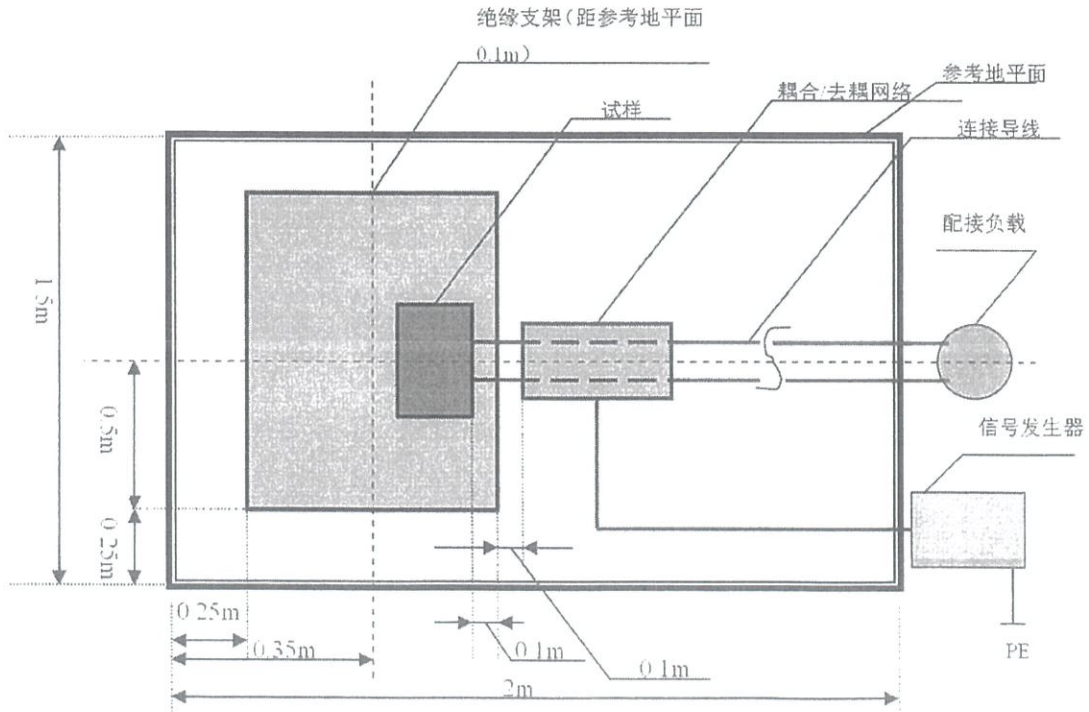 绝缘支架(距参考地平面
0.1m)
参考地平面
耦合/去耦网络
试样
连接导线
配接负载
1.5m
0.5m
信号发生器
0.25m
0.25m
0.35m
0.1m
0.1m
PE
2m